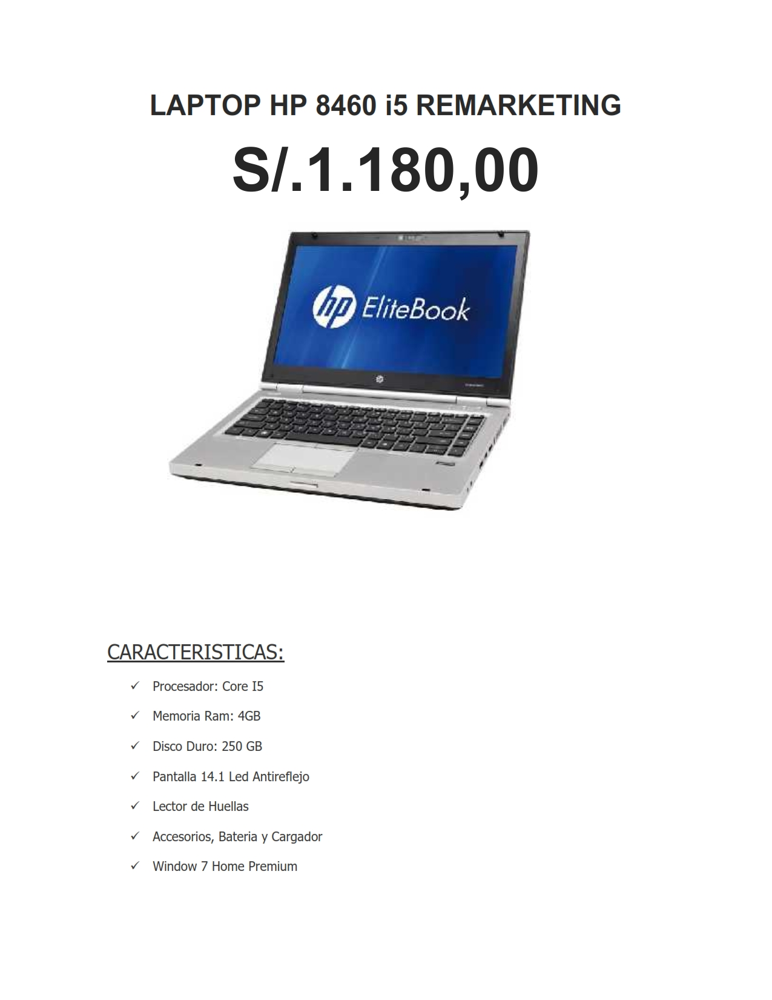 LAPTOP HP 8460 i5 REMARKETING
S/.1.180,00
hp EliteBook
CARACTERISTICAS:
✓ Procesador: Core I5
✓ Memoria Ram: 4GB
✓ Disco Duro: 250 GB
✓ Pantalla 14.1 Led Antireflejo
✓ Lector de Huellas
✓ Accesorios, Bateria y Cargador
✓ Window 7 Home Premium